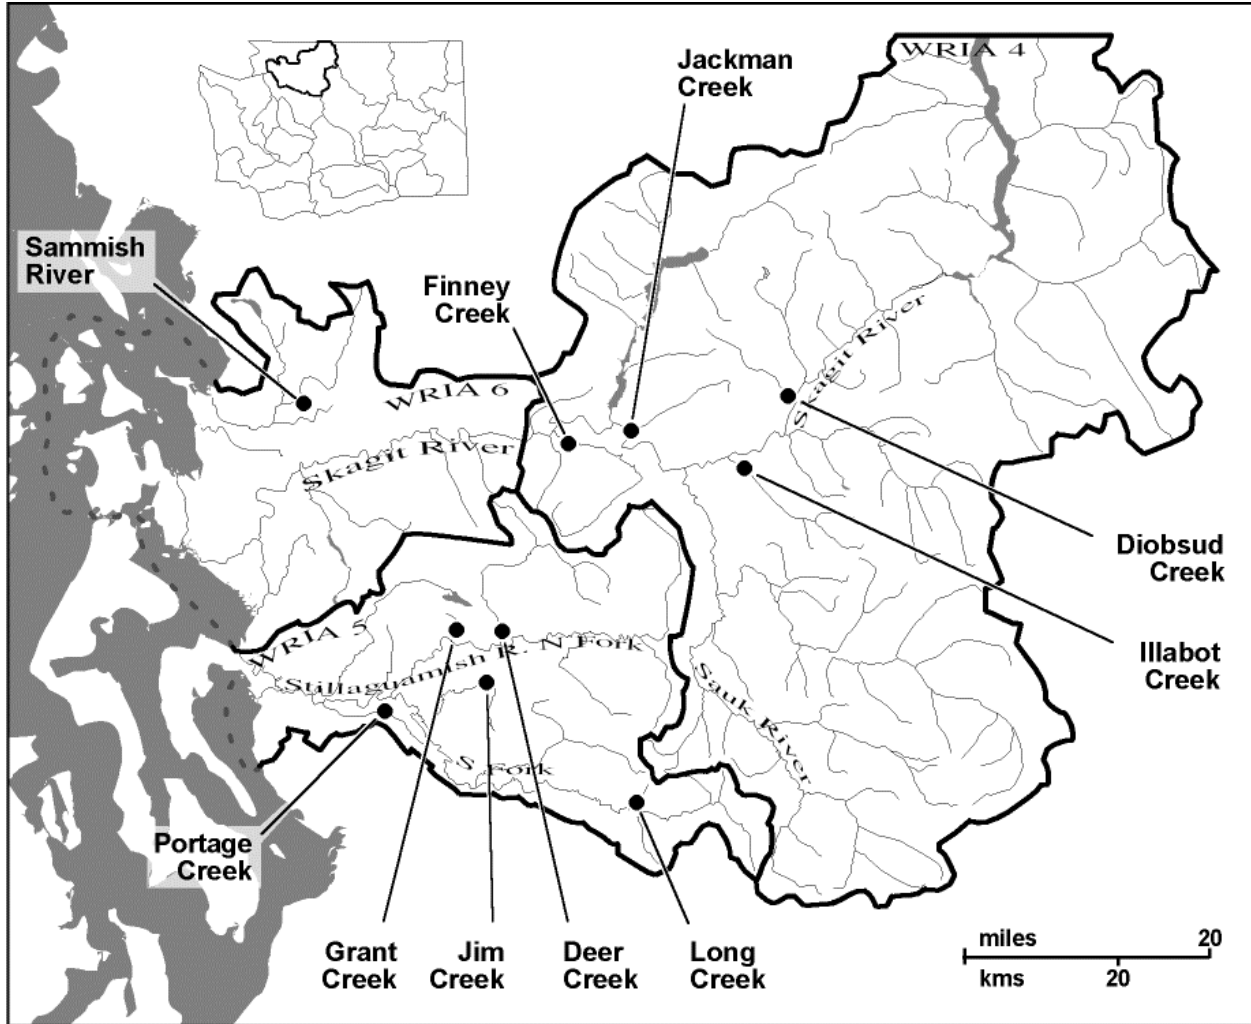 WRIA 4
Jackman
Creek
Sammish
River
Finney
Creek
Skagit River
WRIA 6
Skagit River
Diobsud
Creek
Illabot
Creek
WRIA 5
Stillaguamish R. N Fork
Sauk River
S Fork
Portage
Creek
Grant
Creek
Jim
Creek
Deer
Creek
Long
Creek
miles 20
kms 20